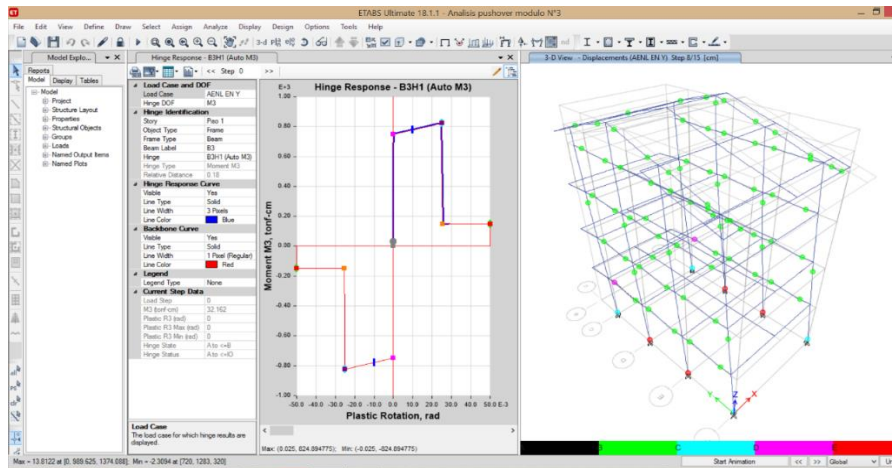 ETABS Ultimate 18.1.1 - Analisis pushover modulo N°3
File Edit View Define Draw Select Assign Analyze Display Design Options Tools Help
Model Explo...
Reports
Model Display Tables
Model
Project
Structure Layout
Properties
Structural Objects
Groups
Loads
Named Output Items
Named Plots
Hinge Response - B3H1 (Auto M3)
<< Step 0 >>
Load Case and DOF
Load Case AENL EN Y
Hinge DOF M3
Hinge Identification
Story Piso 1
Object Type Frame
Frame Type Beam
Beam Label B3
Hinge B3H1 (Auto M3)
Hinge Type Moment M3
Relative Distance 0.18
Hinge Response Curve
Visible Yes
Line Type Solid
Line Width 3 Pixels
Line Color Blue
Backbone Curve
Visible Yes
Line Type Solid
Line Width 1 Pixel (Regular)
Line Color Red
Legend
Legend Type None
Current Step Data
Load Step 0
M3 (tonf-cm) 32.162
Plastic R3 (rad) 0
Plastic R3 Max (rad) 0
Plastic R3 Min (rad) 0
Hinge State A to <=B
Hinge Status A to <=IO
Load Case
The load case for which hinge results are displayed.
Hinge Response - B3H1 (Auto M3)
E+3
1.00
0.80
0.60
0.40
0.20
0.00
-0.20
-0.40
-0.60
-0.80
-1.00
Moment M3, tonf-cm
-50.0 -40.0 -30.0 -20.0 -10.0 0.0 10.0 20.0 30.0 40.0 50.0 E-3
Plastic Rotation, rad
Max: (0.025, 824.894775); Min: (-0.025, -824.894775)
3-D View - Displacements (AENL EN Y) Step 8/15 [cm]
Z
Y
X
B
C
D
E
Max = 13.8122 at [0, 989.625, 1374.088]; Min = -2.3094 at [720, 1283, 320]
Start Animation << >> Global